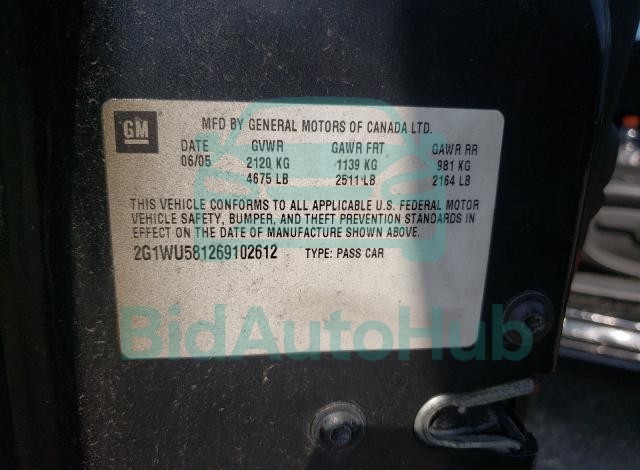 GM
MFD BY GENERAL MOTORS OF CANADA LTD.
DATE GVWR GAWR FRT GAWR RR
06/05 2120 KG 1139 KG 981 KG
4675 LB 2511 LB 2164 LB
THIS VEHICLE CONFORMS TO ALL APPLICABLE U.S. FEDERAL MOTOR
VEHICLE SAFETY, BUMPER, AND THEFT PREVENTION STANDARDS IN
EFFECT ON THE DATE OF MANUFACTURE SHOWN ABOVE.
2G1WU581269102612 TYPE: PASS CAR
BidAutoHub